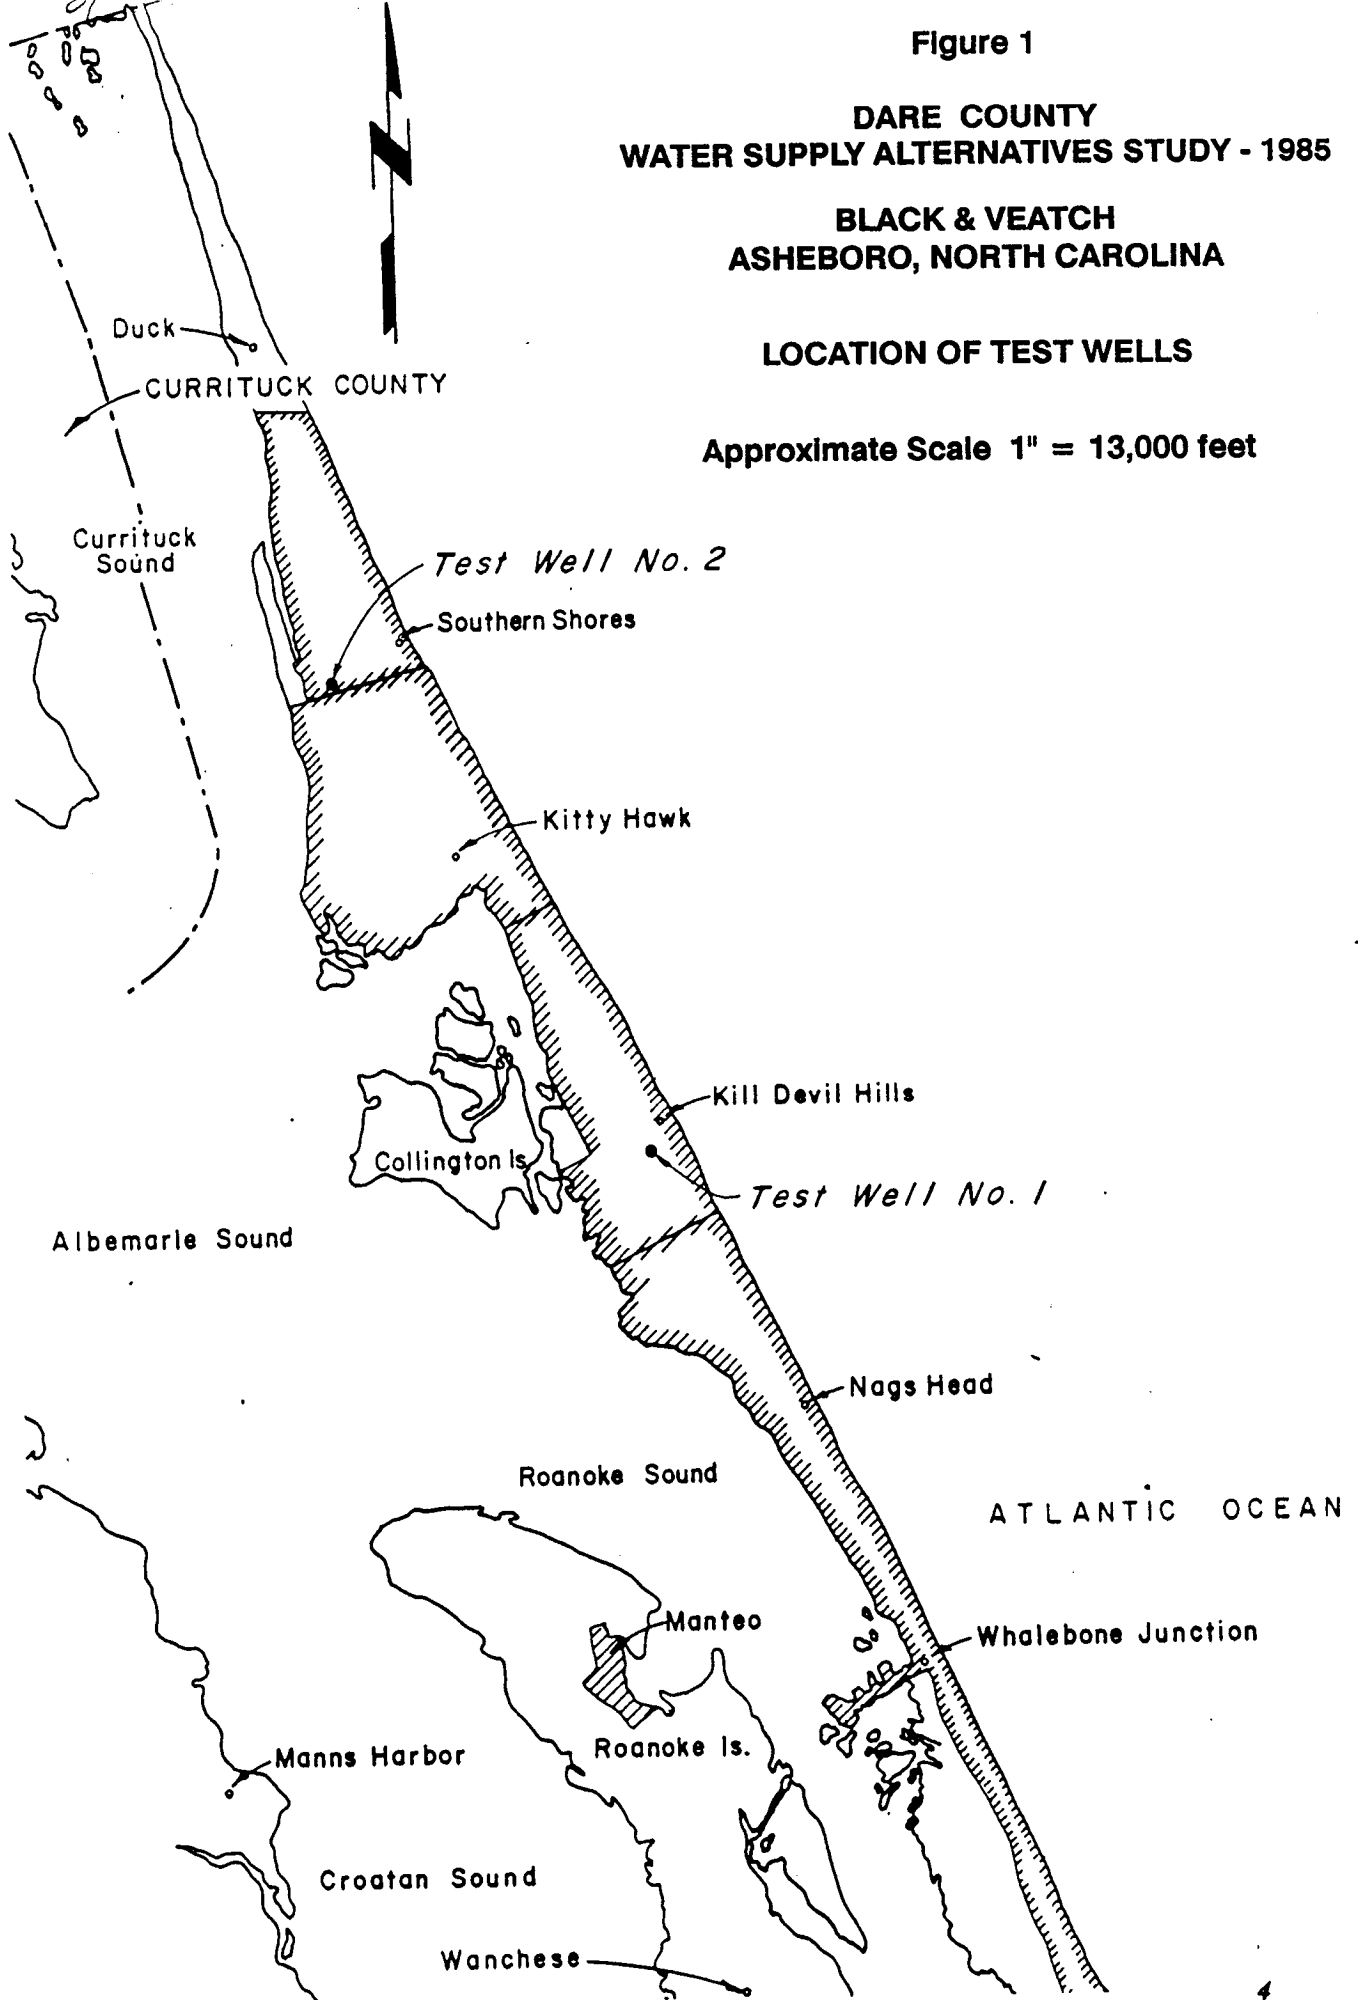 Figure 1
DARE COUNTY
WATER SUPPLY ALTERNATIVES STUDY - 1985
BLACK & VEATCH
ASHEBORO, NORTH CAROLINA
LOCATION OF TEST WELLS
Approximate Scale 1" = 13,000 feet
N
Duck
CURRITUCK COUNTY
Currituck
Sound
Test Well No. 2
Southern Shores
Kitty Hawk
Kill Devil Hills
Collington Is.
Test Well No. 1
Albemarle Sound
Nags Head
Roanoke Sound
ATLANTIC OCEAN
Manteo
Whalebone Junction
Roanoke Is.
Manns Harbor
Croatan Sound
Wanchese
4